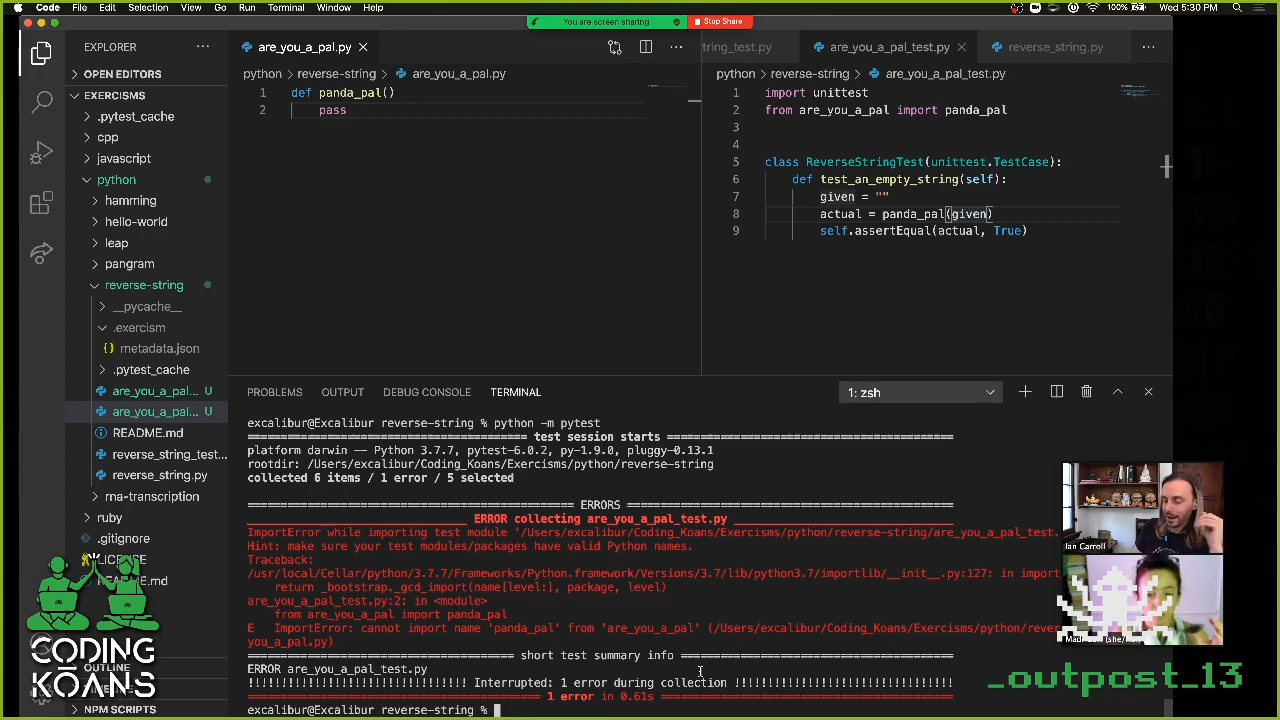 Code File Edit Selection View Go Run Terminal Window Help
You are screen sharing Stop Share
100% Wed 5:30 PM
EXPLORER
OPEN EDITORS
EXERCISMS
.pytest_cache
cpp
javascript
python
hamming
hello-world
leap
pangram
reverse-string
__pycache__
.exercism
{} metadata.json
.pytest_cache
are_you_a_pal... U
are_you_a_pal... U
README.md
reverse_string_test...
reverse_string.py
rna-transcription
ruby
.gitignore
OUTLINE
NPM SCRIPTS
are_you_a_pal.py
python > reverse-string > are_you_a_pal.py
1 def panda_pal()
2 pass
tring_test.py are_you_a_pal_test.py reverse_string.py
python > reverse-string > are_you_a_pal_test.py
1 import unittest
2 from are_you_a_pal import panda_pal
3
4
5 class ReverseStringTest(unittest.TestCase):
6 def test_an_empty_string(self):
7 given = ""
8 actual = panda_pal(given)
9 self.assertEqual(actual, True)
PROBLEMS OUTPUT DEBUG CONSOLE TERMINAL 1: zsh
excalibur@Excalibur reverse-string % python -m pytest
test session starts
platform darwin -- Python 3.7.7, pytest-6.0.2, py-1.9.0, pluggy-0.13.1
rootdir: /Users/excalibur/Coding_Koans/Exercisms/python/reverse-string
collected 6 items / 1 error / 5 selected
ERRORS
ERROR collecting are_you_a_pal_test.py
ImportError while importing test module '/Users/excalibur/Coding_Koans/Exercisms/python/reverse-string/are_you_a_pal_test.
Hint: make sure your test modules/packages have valid Python names.
Traceback:
/usr/local/Cellar/python/3.7.7/Frameworks/Python.framework/Versions/3.7/lib/python3.7/importlib/__init__.py:127: in import
return _bootstrap._gcd_import(name[level:], package, level)
are_you_a_pal_test.py:2: in <module>
from are_you_a_pal import panda_pal
E ImportError: cannot import name 'panda_pal' from 'are_you_a_pal' (/Users/excalibur/Coding_Koans/Exercisms/python/rever
you_a_pal.py)
short test summary info
ERROR are_you_a_pal_test.py
!!!!!!!!!!!!!!!!!!!!!!!!!!!!!!! Interrupted: 1 error during collection !!!!!!!!!!!!!!!!!!!!!!!!!!!!!!!!!
1 error in 0.61s
excalibur@Excalibur reverse-string %
Ian Carroll
CODING
KOANS
_outpost_13